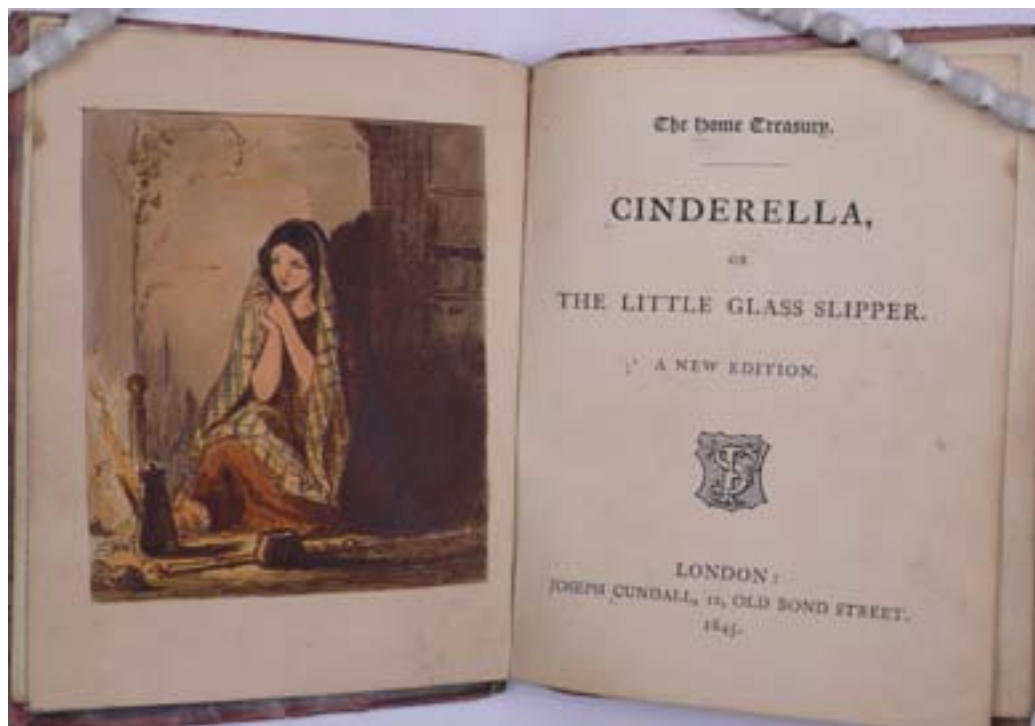 The Home Treasury.
CINDERELLA,
OR
THE LITTLE GLASS SLIPPER.
A NEW EDITION.
LONDON:
JOSEPH CUNDALL, 12, OLD BOND STREET.
1845.